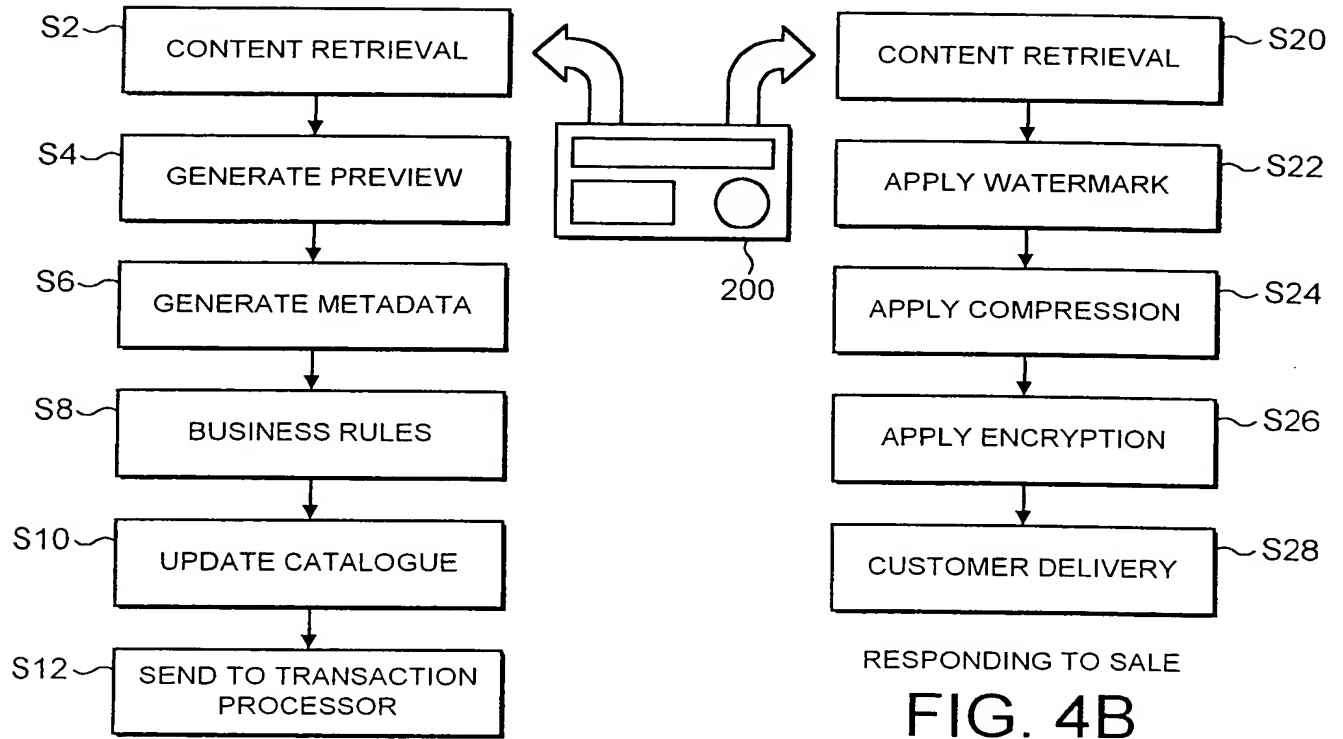 S2
CONTENT RETRIEVAL
S4
GENERATE PREVIEW
S6
GENERATE METADATA
S8
BUSINESS RULES
S10
UPDATE CATALOGUE
S12
SEND TO TRANSACTION
PROCESSOR
200
CONTENT RETRIEVAL
S20
APPLY WATERMARK
S22
APPLY COMPRESSION
S24
APPLY ENCRYPTION
S26
CUSTOMER DELIVERY
S28
RESPONDING TO SALE
FIG. 4B